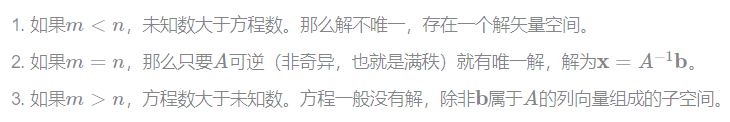 1. 如果m < n，未知数大于方程数。那么解不唯一，存在一个解矢量空间。
2. 如果m = n，那么只要A可逆（非奇异，也就是满秩）就有唯一解，解为x = A⁻¹b。
3. 如果m > n，方程数大于未知数。方程一般没有解，除非b属于A的列向量组成的子空间。